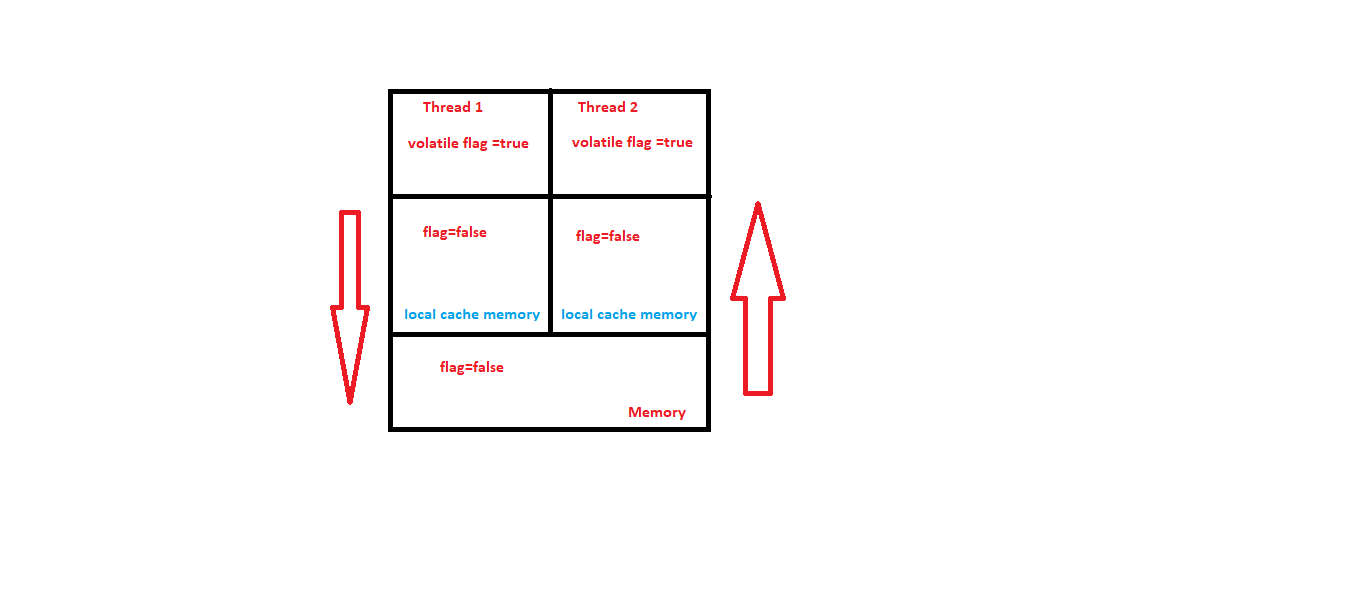 Thread 1
Thread 2
volatile flag =true
volatile flag =true
flag=false
flag=false
local cache memory
local cache memory
flag=false
Memory